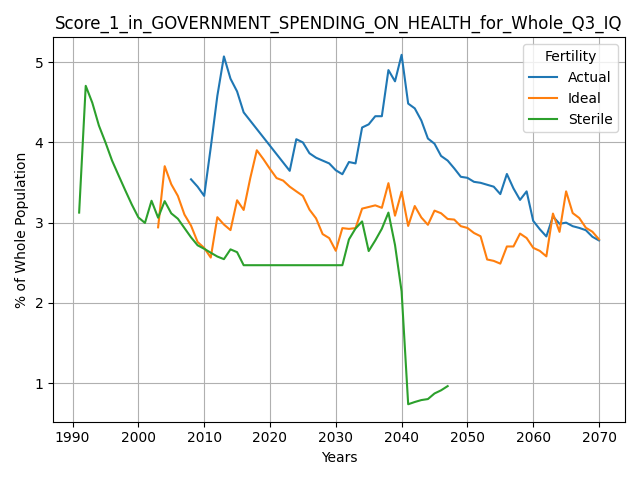 Score_1_in_GOVERNMENT_SPENDING_ON_HEALTH_for_Whole_Q3_IQ
Fertility
Actual
Ideal
Sterile
% of Whole Population
5
4
3
2
1
1990 2000 2010 2020 2030 2040 2050 2060 2070
Years